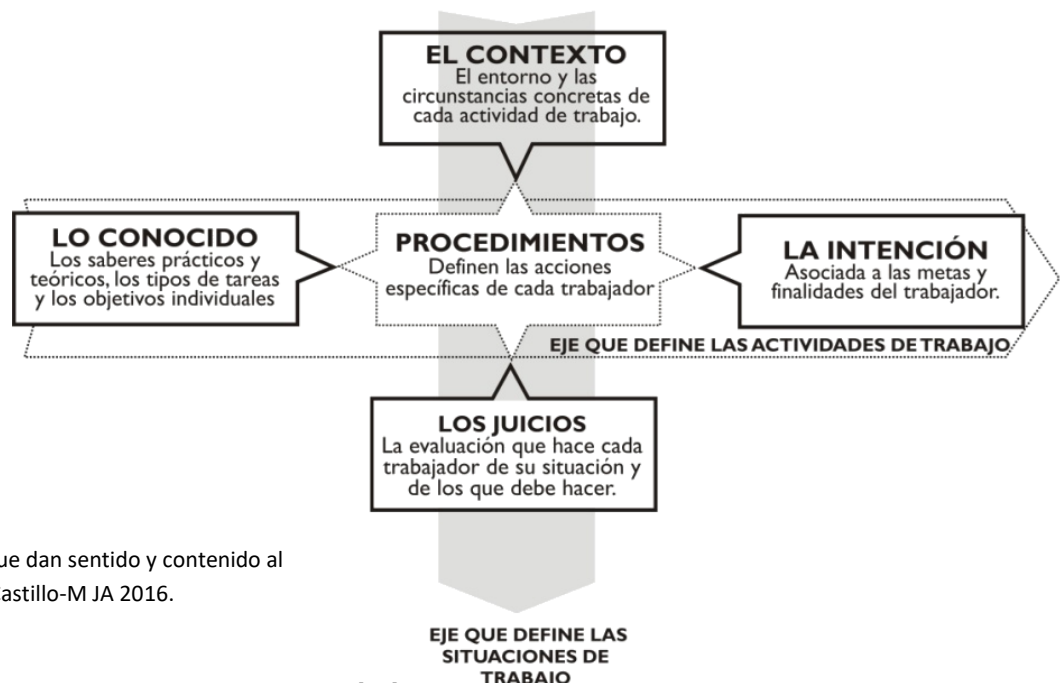 EL CONTEXTO
El entorno y las
circunstancias concretas de
cada actividad de trabajo.
LO CONOCIDO
Los saberes prácticos y
teóricos, los tipos de tareas
y los objetivos individuales
PROCEDIMIENTOS
Definen las acciones
específicas de cada trabajador
LA INTENCIÓN
Asociada a las metas y
finalidades del trabajador.
EJE QUE DEFINE LAS ACTIVIDADES DE TRABAJO
LOS JUICIOS
La evaluación que hace cada
trabajador de su situación y
de los que debe hacer.
ue dan sentido y contenido al
Castillo-M JA 2016.
EJE QUE DEFINE LAS
SITUACIONES DE
TRABAJO